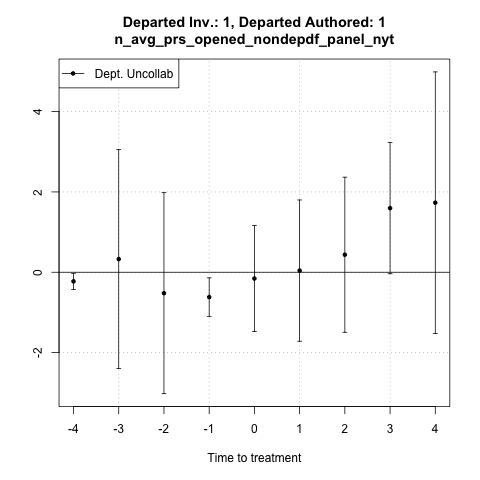 Departed Inv.: 1, Departed Authored: 1
n_avg_prs_opened_nondepdf_panel_nyt
Dept. Uncollab
4
2
0
-2
-4 -3 -2 -1 0 1 2 3 4
Time to treatment